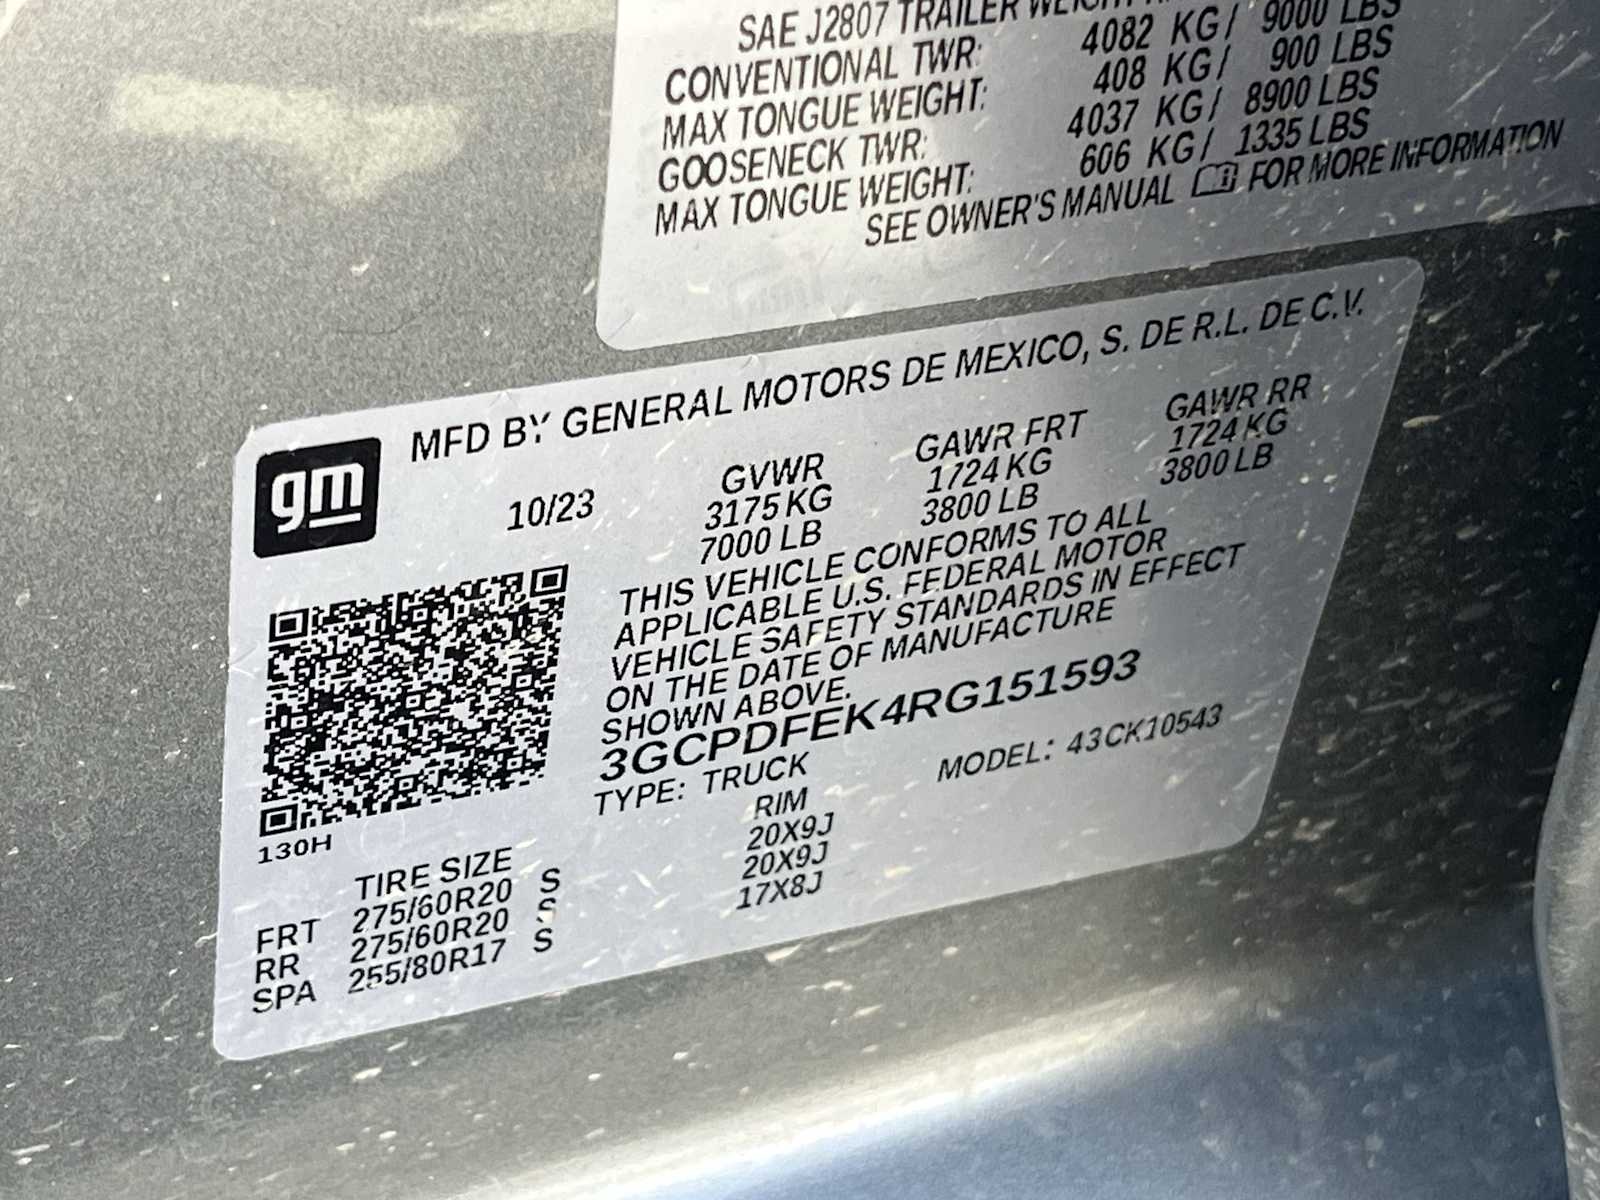 SAE J2807 TRAILER
CONVENTIONAL TWR: 4082 KG/ 9000 LBS
MAX TONGUE WEIGHT: 408 KG/ 900 LBS
GOOSENECK TWR: 4037 KG/ 8900 LBS
MAX TONGUE WEIGHT: 606 KG/ 1335 LBS
SEE OWNER'S MANUAL FOR MORE INFORMATION
gm
MFD BY GENERAL MOTORS DE MEXICO, S. DE R.L. DE C.V.
10/23
GVWR GAWR FRT GAWR RR
3175 KG 1724 KG 1724 KG
7000 LB 3800 LB 3800 LB
THIS VEHICLE CONFORMS TO ALL
APPLICABLE U.S. FEDERAL MOTOR
VEHICLE SAFETY STANDARDS IN EFFECT
ON THE DATE OF MANUFACTURE
SHOWN ABOVE.
3GCPDFEK4RG151593
TYPE: TRUCK MODEL: 43CK10543
130H
TIRE SIZE RIM
FRT 275/60R20 S 20X9J
RR 275/60R20 S 20X9J
SPA 255/80R17 S 17X8J